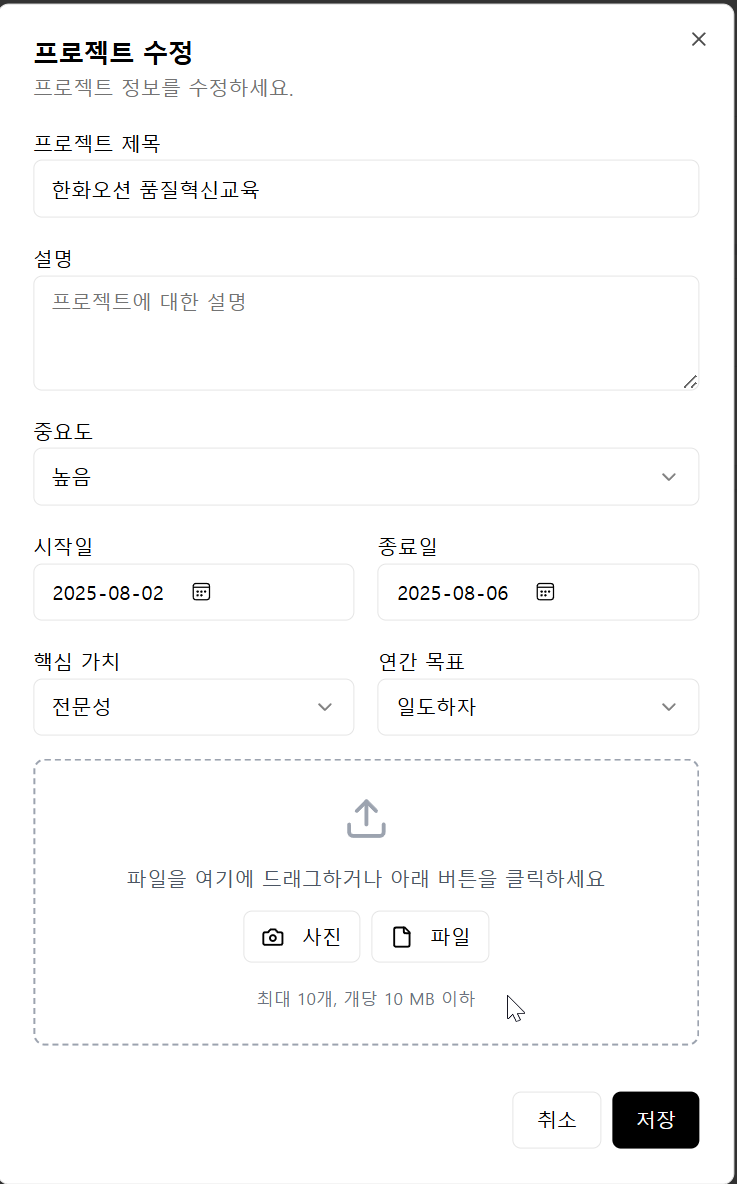 프로젝트 수정
프로젝트 정보를 수정하세요.
프로젝트 제목
한화오션 품질혁신교육
설명
프로젝트에 대한 설명
중요도
높음
시작일 종료일
2025-08-02 2025-08-06
핵심 가치 연간 목표
전문성 일도하자
파일을 여기에 드래그하거나 아래 버튼을 클릭하세요
사진 파일
최대 10개, 개당 10 MB 이하
취소 저장